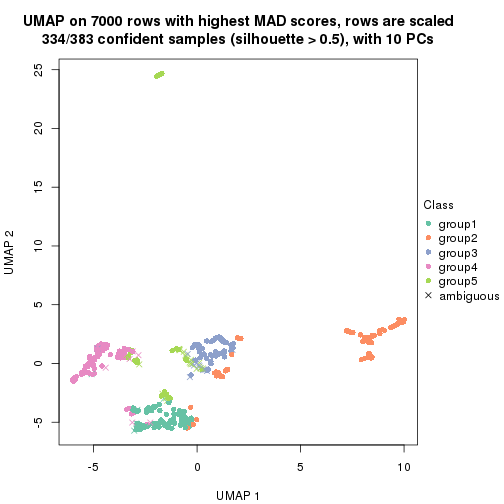 UMAP on 7000 rows with highest MAD scores, rows are scaled
334/383 confident samples (silhouette > 0.5), with 10 PCs
25
20
15
10
5
0
-5
UMAP 2
-5
0
5
10
UMAP 1
Class
group1
group2
group3
group4
group5
ambiguous